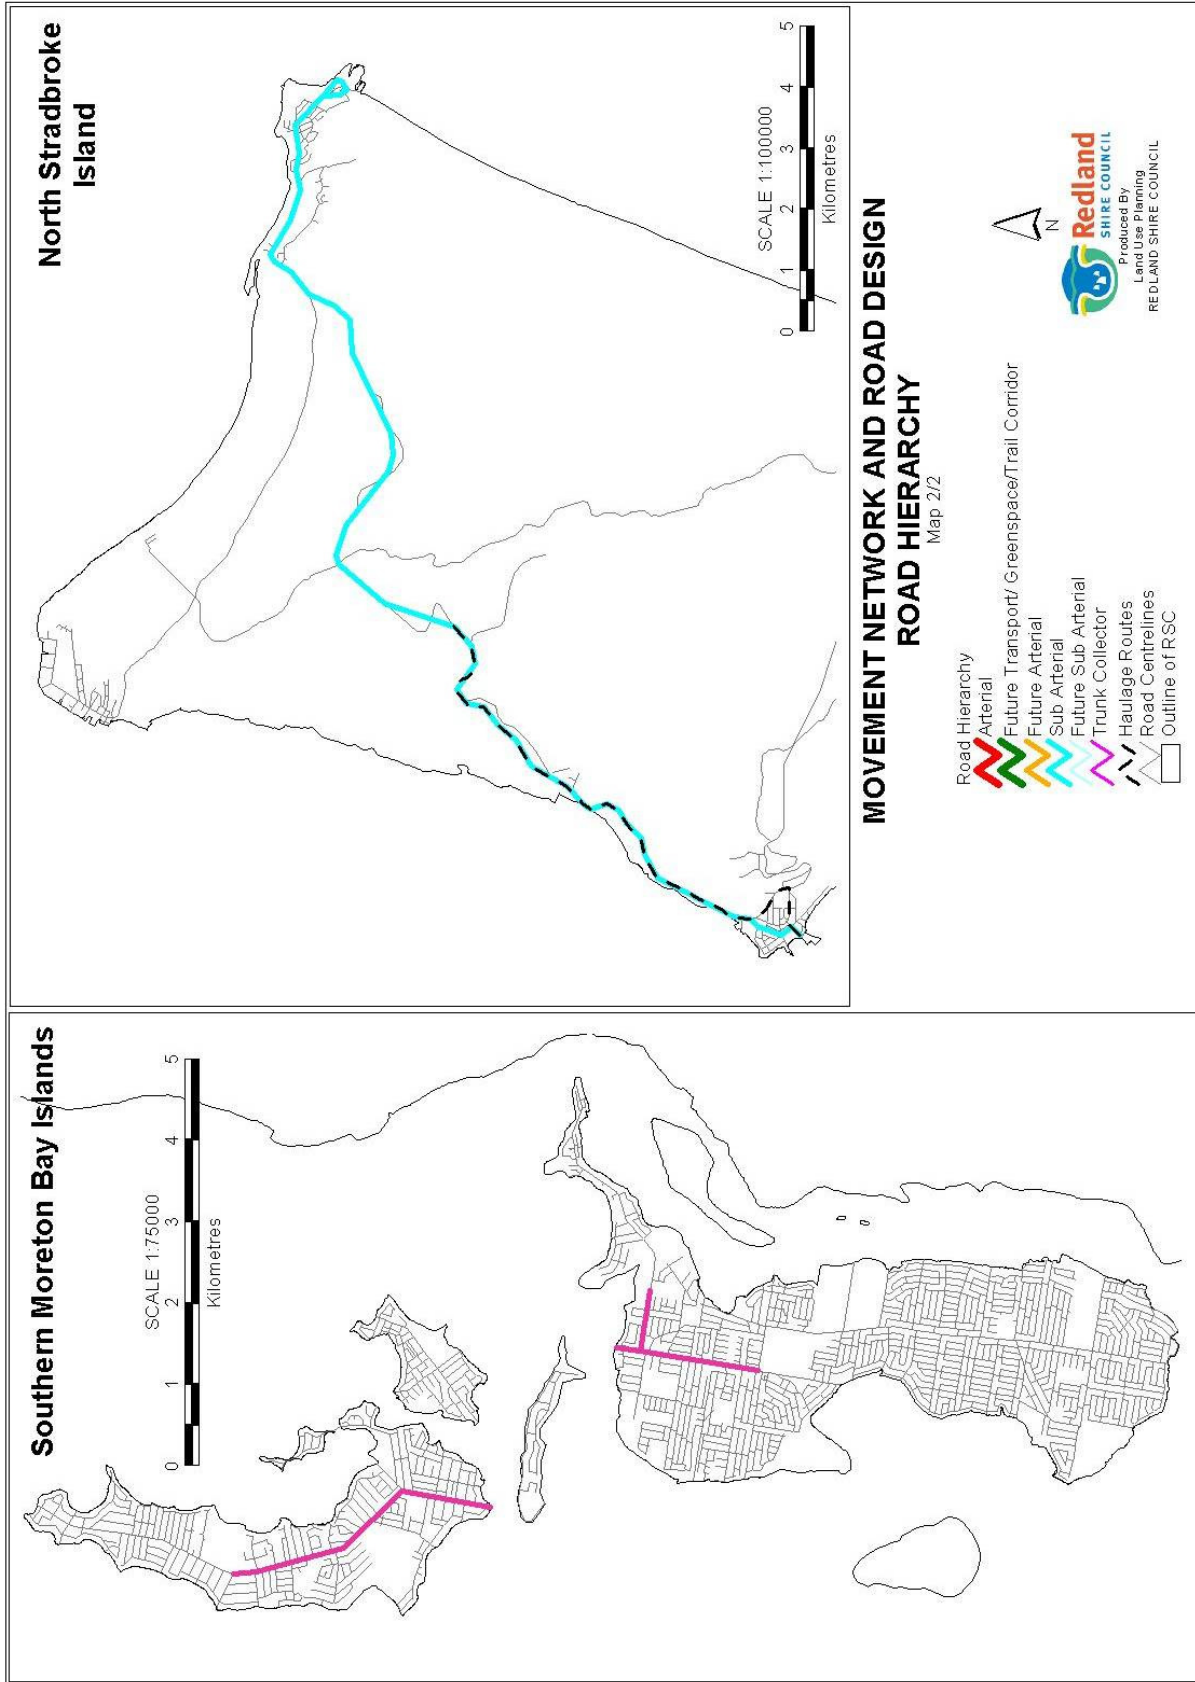 Southern Moreton Bay Islands
SCALE 1:75000
0 1 2 3 4 5
Kilometres
North Stradbroke
Island
SCALE 1:100000
0 1 2 3 4 5
Kilometres
MOVEMENT NETWORK AND ROAD DESIGN
ROAD HIERARCHY
Map 2/2
Road Hierarchy
Arterial
Future Transport/ Greenspace/Trail Corridor
Future Arterial
Sub Arterial
Future Sub Arterial
Trunk Collector
Haulage Routes
Road Centrelines
Outline of RSC
N
Redland
SHIRE COUNCIL
Produced By
Land Use Planning
REDLAND SHIRE COUNCIL